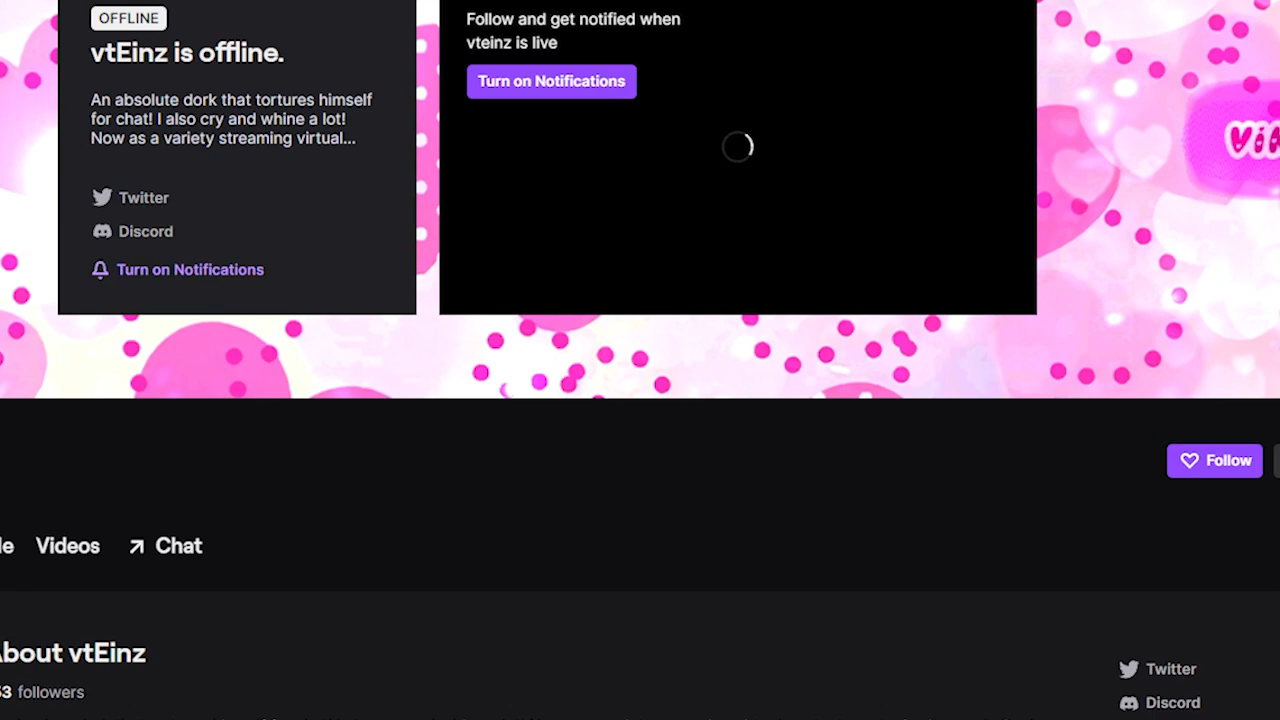 OFFLINE
vtEinz is offline.
An absolute dork that tortures himself
for chat! I also cry and whine a lot!
Now as a variety streaming virtual...
Twitter
Discord
Turn on Notifications
Follow and get notified when
vteinz is live
Turn on Notifications
Follow
Videos
Chat
About vtEinz
followers
Twitter
Discord